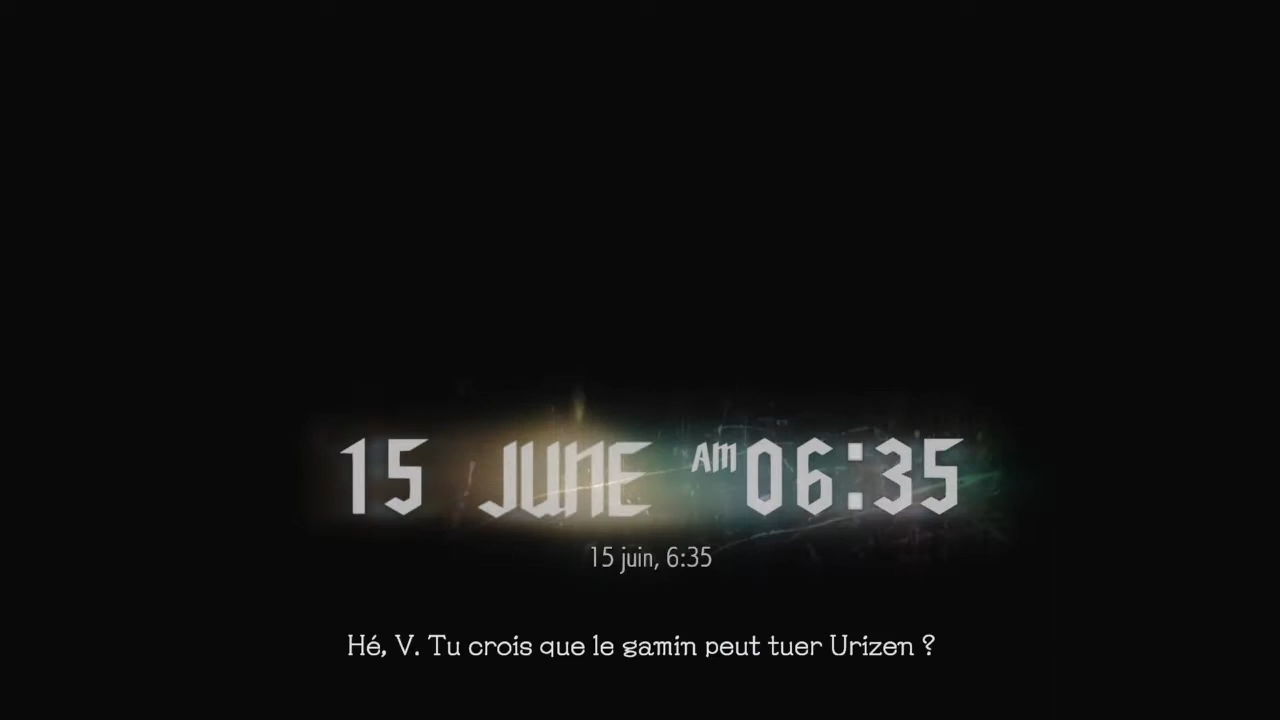 15 JUNE AM 06:35
15 juin, 6:35
Hé, V. Tu crois que le gamin peut tuer Urizen ?